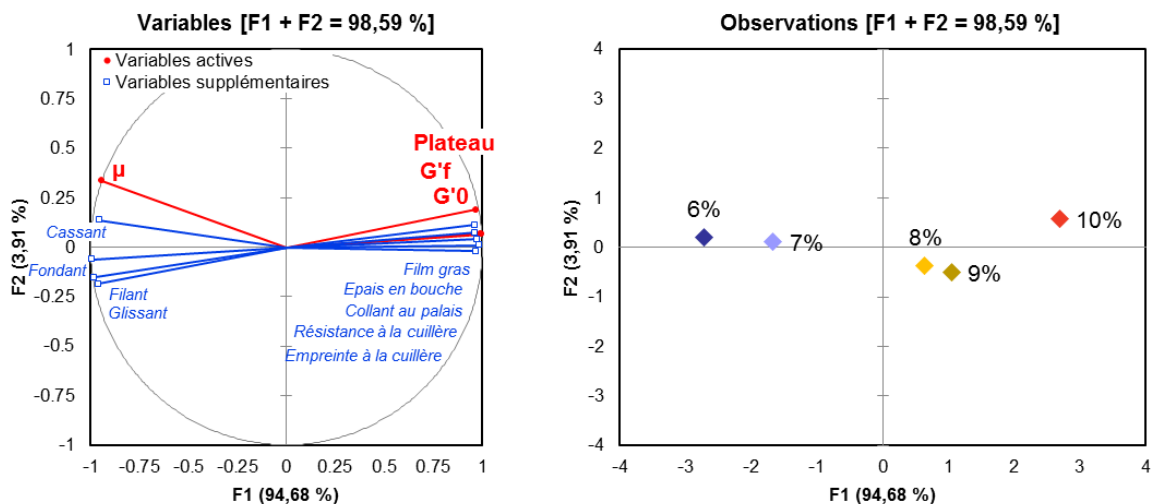 Variables [F1 + F2 = 98,59 %]
1
0.75
0.5
0.25
0
-0.25
-0.5
-0.75
-1
F2 (3,91 %)
Variables actives
Variables supplémentaires
Plateau
G'f
G'0
µ
Cassant
Fondant
Filant
Glissant
Film gras
Epais en bouche
Collant au palais
Résistance à la cuillère
Empreinte à la cuillère
-1 -0.75 -0.5 -0.25 0 0.25 0.5 0.75 1
F1 (94,68 %)
Observations [F1 + F2 = 98,59 %]
4
3
2
1
0
-1
-2
-3
-4
F2 (3,91 %)
6%
7%
8%
9%
10%
-4 -3 -2 -1 0 1 2 3 4
F1 (94,68 %)